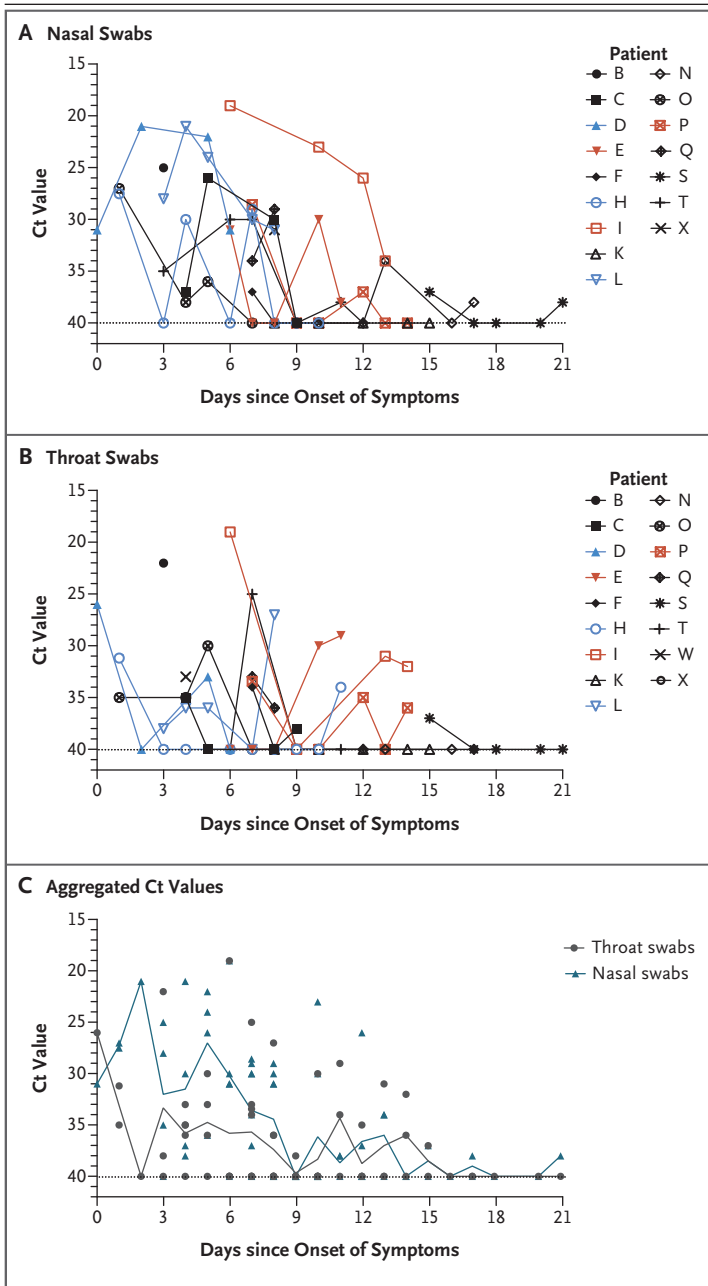 A Nasal Swabs
Patient
B N
C O
D P
E Q
F S
H T
I X
K
L
15
20
25
30
35
40
Ct Value
0 3 6 9 12 15 18 21
Days since Onset of Symptoms
B Throat Swabs
Patient
B N
C O
D P
E Q
F S
H T
I W
K X
L
15
20
25
30
35
40
Ct Value
0 3 6 9 12 15 18 21
Days since Onset of Symptoms
C Aggregated Ct Values
Throat swabs
Nasal swabs
15
20
25
30
35
40
Ct Value
0 3 6 9 12 15 18 21
Days since Onset of Symptoms